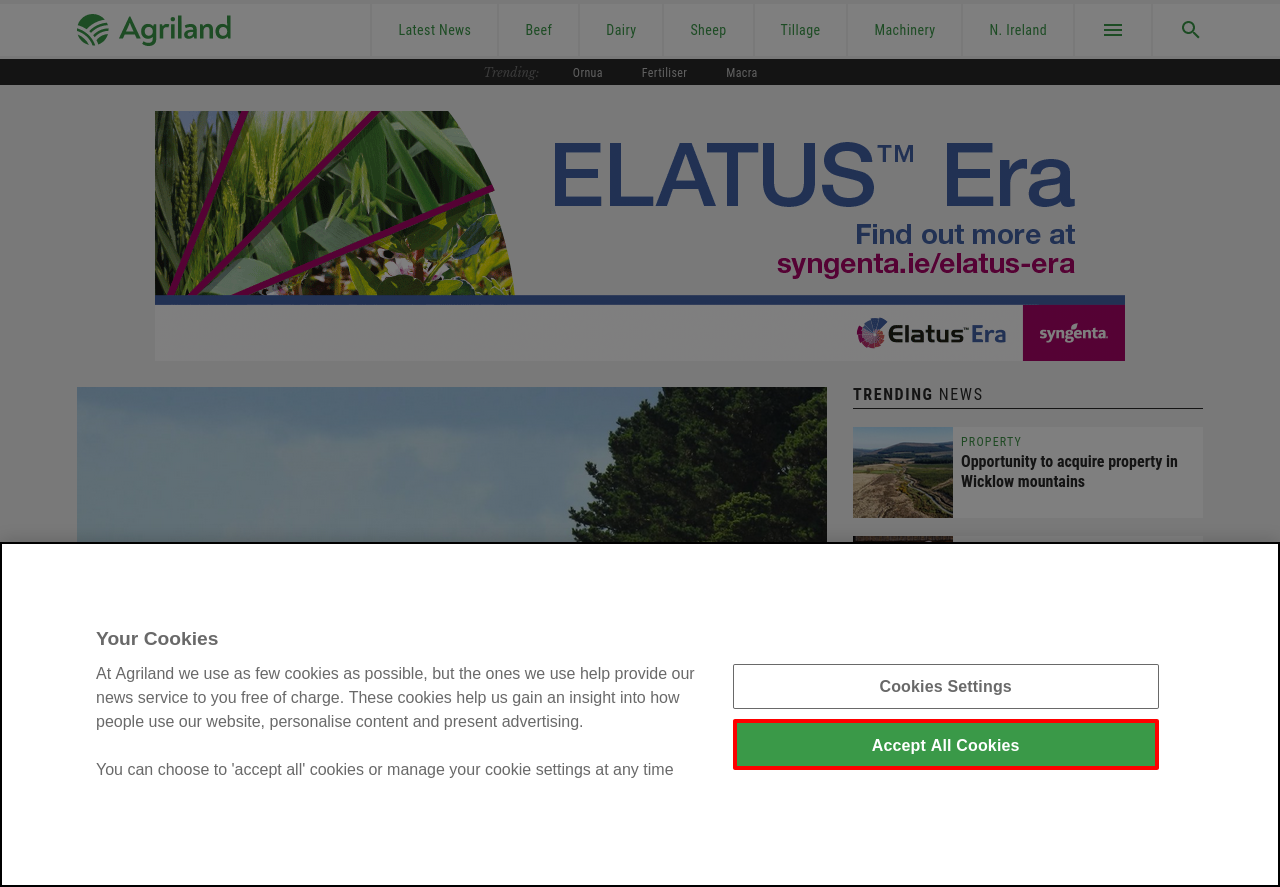 Agriland
Latest News
Beef
Dairy
Sheep
Tillage
Machinery
N. Ireland
Trending:
Ornua
Fertiliser
Macra
ELATUS™ Era
Find out more at
syngenta.ie/elatus-era
Elatus™ Era
syngenta
TRENDING NEWS
PROPERTY
Opportunity to acquire property in
Wicklow mountains
Your Cookies
At Agriland we use as few cookies as possible, but the ones we use help provide our
news service to you free of charge. These cookies help us gain an insight into how
people use our website, personalise content and present advertising.
You can choose to 'accept all' cookies or manage your cookie settings at any time
Cookies Settings
Accept All Cookies